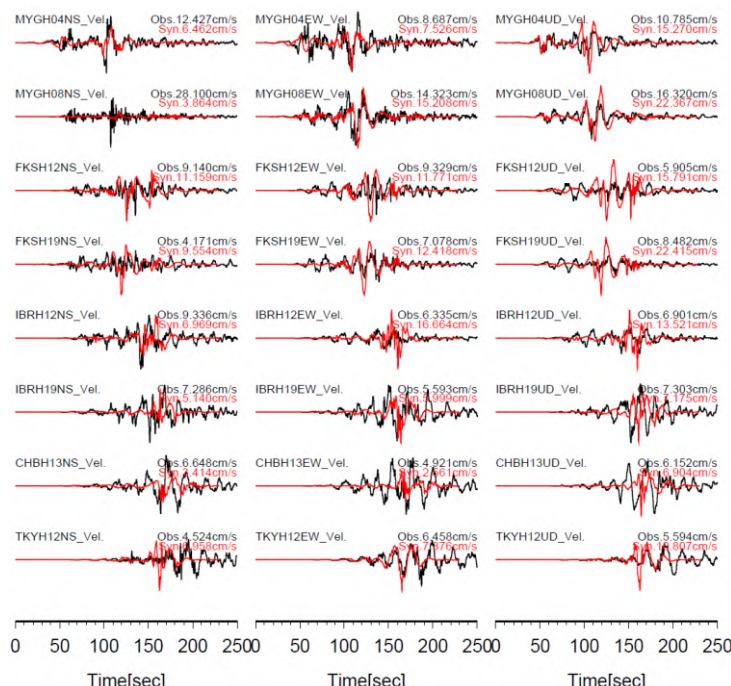 MYGH04NS_Vel. Obs.12.427cm/s
Syn.6.462cm/s
MYGH04EW_Vel. Obs.8.687cm/s
Syn.7.526cm/s
MYGH04UD_Vel. Obs.10.785cm/s
Syn.15.270cm/s
MYGH08NS_Vel. Obs.28.100cm/s
Syn.3.864cm/s
MYGH08EW_Vel. Obs.14.323cm/s
Syn.15.208cm/s
MYGH08UD_Vel. Obs.16.320cm/s
Syn.22.367cm/s
FKSH12NS_Vel. Obs.9.140cm/s
Syn.11.159cm/s
FKSH12EW_Vel. Obs.9.329cm/s
Syn.11.771cm/s
FKSH12UD_Vel. Obs.5.905cm/s
Syn.15.791cm/s
FKSH19NS_Vel. Obs.4.171cm/s
Syn.9.554cm/s
FKSH19EW_Vel. Obs.7.078cm/s
Syn.12.418cm/s
FKSH19UD_Vel. Obs.8.482cm/s
Syn.22.415cm/s
IBRH12NS_Vel. Obs.9.336cm/s
Syn.6.969cm/s
IBRH12EW_Vel. Obs.6.335cm/s
Syn.16.664cm/s
IBRH12UD_Vel. Obs.6.901cm/s
Syn.13.521cm/s
IBRH19NS_Vel. Obs.7.286cm/s
Syn.5.140cm/s
IBRH19EW_Vel. Obs.5.593cm/s
IBRH19UD_Vel. Obs.7.303cm/s
Syn.7.175cm/s
CHBH13NS_Vel. Obs.6.648cm/s
CHBH13EW_Vel. Obs.4.921cm/s
CHBH13UD_Vel. Obs.6.152cm/s
Syn.6.904cm/s
TKYH12NS_Vel. Obs.4.524cm/s
TKYH12EW_Vel. Obs.6.458cm/s
TKYH12UD_Vel. Obs.5.594cm/s
0 50 100 150 200 250 0 50 100 150 200 250 0 50 100 150 200 250
Time[sec] Time[sec] Time[sec]